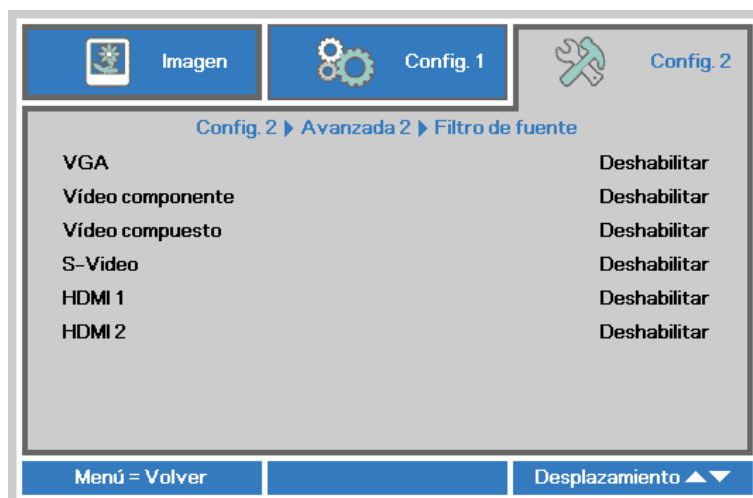 Imagen Config. 1 Config. 2
Config. 2 ▶ Avanzada 2 ▶ Filtro de fuente
VGA Deshabilitar
Vídeo componente Deshabilitar
Vídeo compuesto Deshabilitar
S-Video Deshabilitar
HDMI 1 Deshabilitar
HDMI 2 Deshabilitar
Menú = Volver Desplazamiento ▲▼